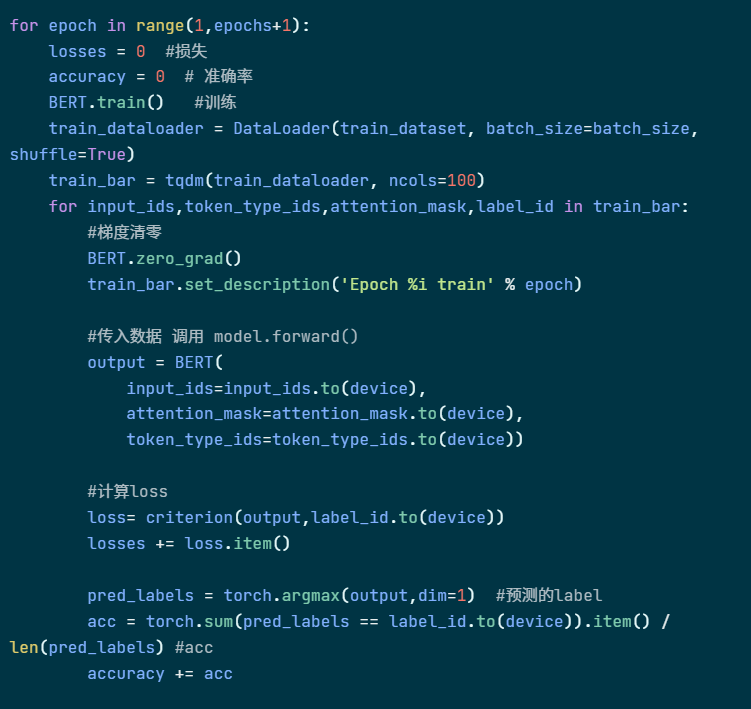 for epoch in range(1,epochs+1):
    losses = 0  #损失
    accuracy = 0  # 准确率
    BERT.train()   #训练
    train_dataloader = DataLoader(train_dataset, batch_size=batch_size,
shuffle=True)
    train_bar = tqdm(train_dataloader, ncols=100)
    for input_ids,token_type_ids,attention_mask,label_id in train_bar:
        #梯度清零
        BERT.zero_grad()
        train_bar.set_description('Epoch %i train' % epoch)

        #传入数据 调用 model.forward()
        output = BERT(
            input_ids=input_ids.to(device),
            attention_mask=attention_mask.to(device),
            token_type_ids=token_type_ids.to(device))

        #计算loss
        loss= criterion(output,label_id.to(device))
        losses += loss.item()

        pred_labels = torch.argmax(output,dim=1)  #预测的label
        acc = torch.sum(pred_labels == label_id.to(device)).item() /
len(pred_labels) #acc
        accuracy += acc